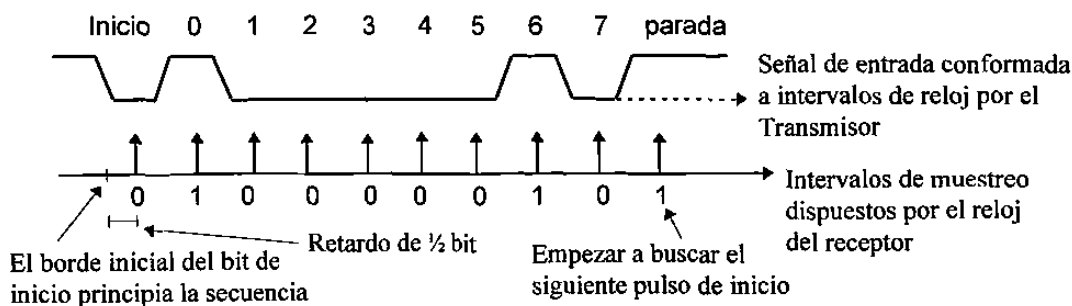 Inicio 0 1 2 3 4 5 6 7 parada
Señal de entrada conformada
a intervalos de reloj por el
Transmisor
0 1 0 0 0 0 0 1 0 1
Intervalos de muestreo
dispuestos por el reloj
del receptor
Retardo de ½ bit
El borde inicial del bit de
inicio principia la secuencia
Empezar a buscar el
siguiente pulso de inicio